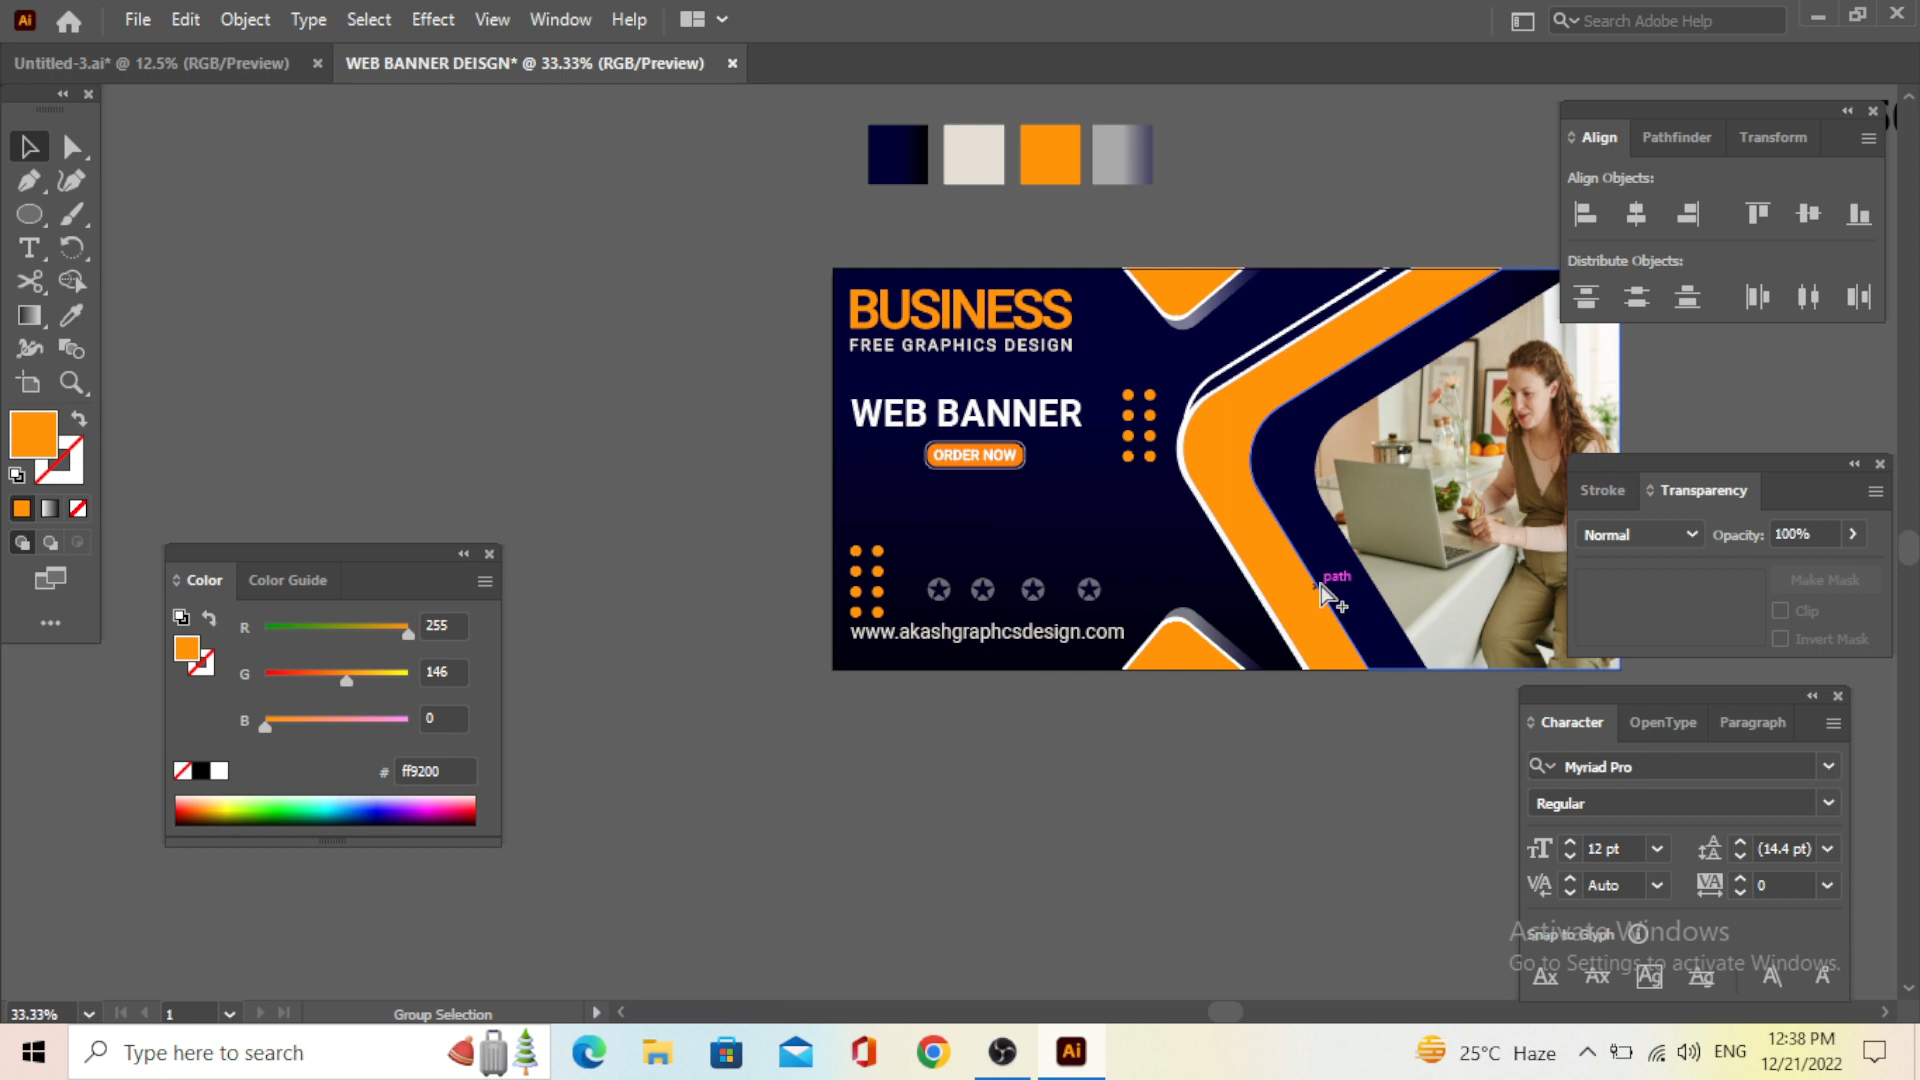 Ai File Edit Object Type Select Effect View Window Help Search Adobe Help
Untitled-3.ai* @ 12.5% (RGB/Preview) × WEB BANNER DEISGN* @ 33.33% (RGB/Preview) ×
Align Pathfinder Transform
Align Objects:
Distribute Objects:
BUSINESS
FREE GRAPHICS DESIGN
WEB BANNER
ORDER NOW
www.akashgraphcsdesign.com
path
Stroke Transparency
Normal Opacity: 100%
Make Mask
Clip
Invert Mask
Color Color Guide
R 255
G 146
B 0
# ff9200
Character OpenType Paragraph
Myriad Pro
Regular
12 pt (14.4 pt)
Auto 0
Snap to Glyph
Activate Windows
Go to Settings to activate Windows.
33.33% 1 Group Selection
Type here to search
25°C Haze ENG 12:38 PM
12/21/2022